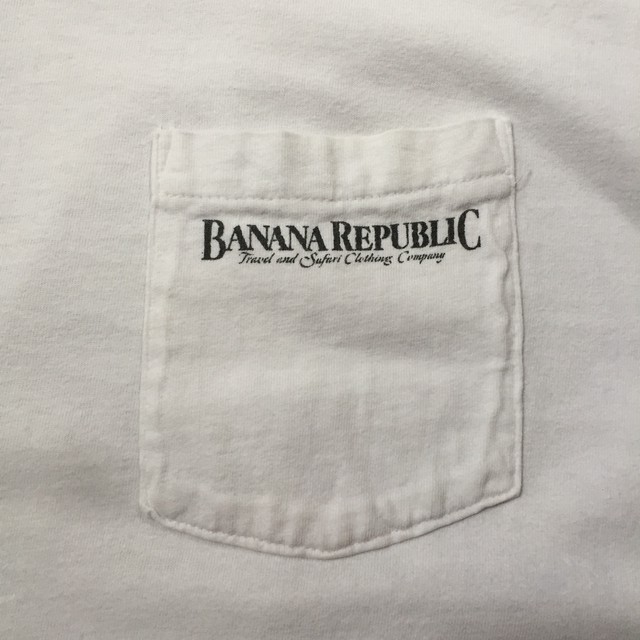 BANANA REPUBLIC
Travel and Safari Clothing Company